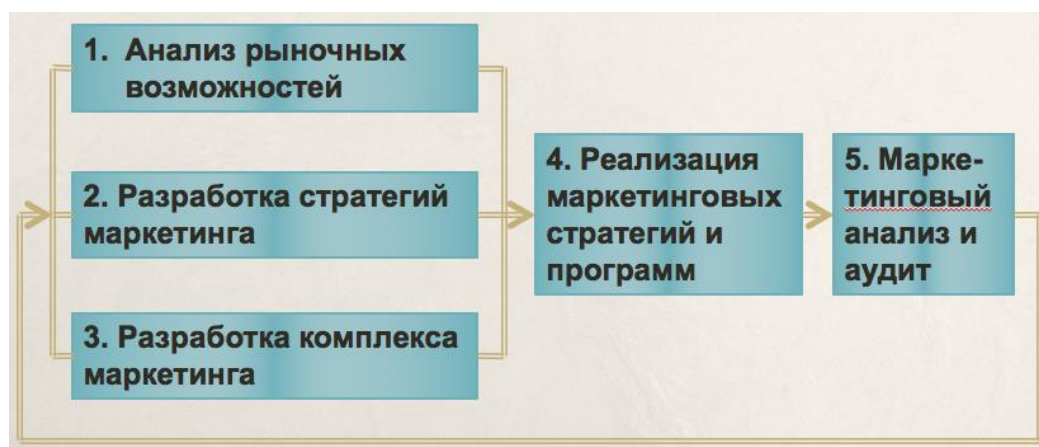 1. Анализ рыночных
возможностей
2. Разработка стратегий
маркетинга
3. Разработка комплекса
маркетинга
4. Реализация
маркетинговых
стратегий и
программ
5. Марке-
тинговый
анализ и
аудит